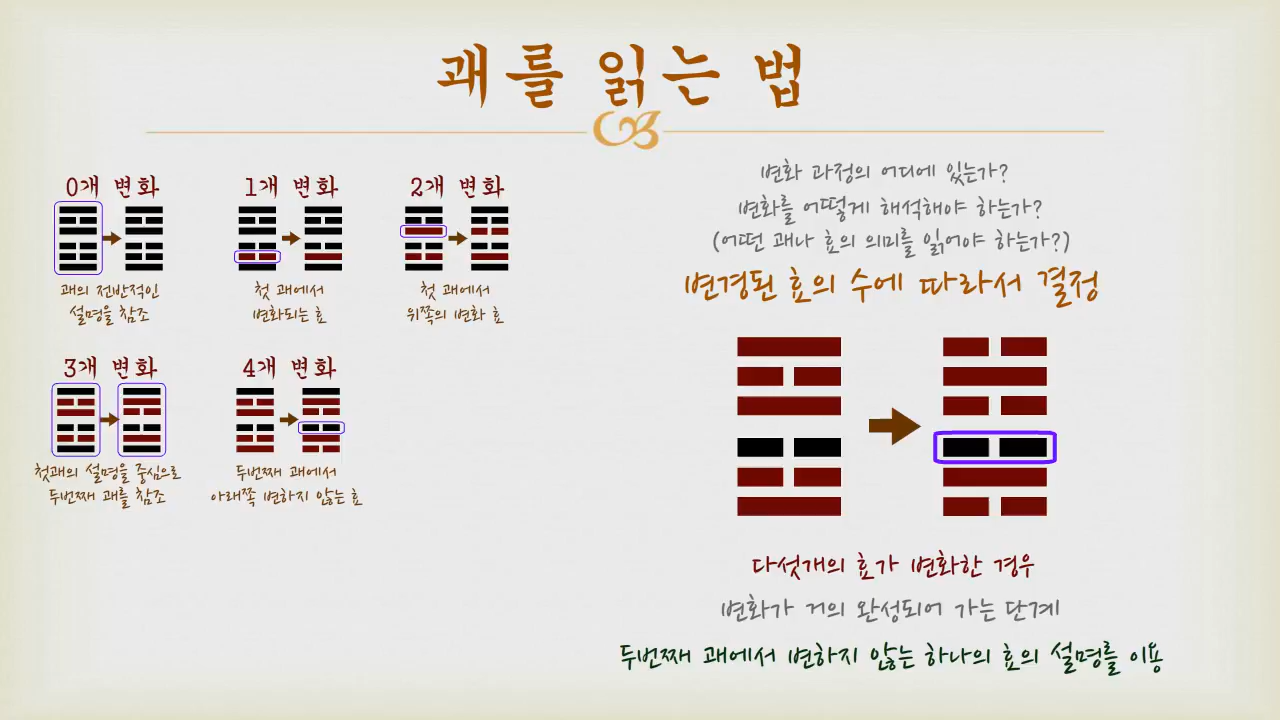 괘를 읽는 법
0개 변화
1개 변화
2개 변화
괘의 전반적인
설명을 참조
첫 괘에서
변화되는 효
첫 괘에서
위쪽의 변화 효
3개 변화
4개 변화
첫괘의 설명을 중심으로
두번째 괘를 참조
두번째 괘에서
아래쪽 변하지 않는 효
변화 과정의 어디에 있는가?
변화를 어떻게 해석해야 하는가?
(어떤 괘나 효의 의미를 읽어야 하는가?)
변경된 효의 수에 따라서 결정
다섯개의 효가 변화한 경우
변화가 거의 완성되어 가는 단계
두번째 괘에서 변하지 않는 하나의 효의 설명를 이용